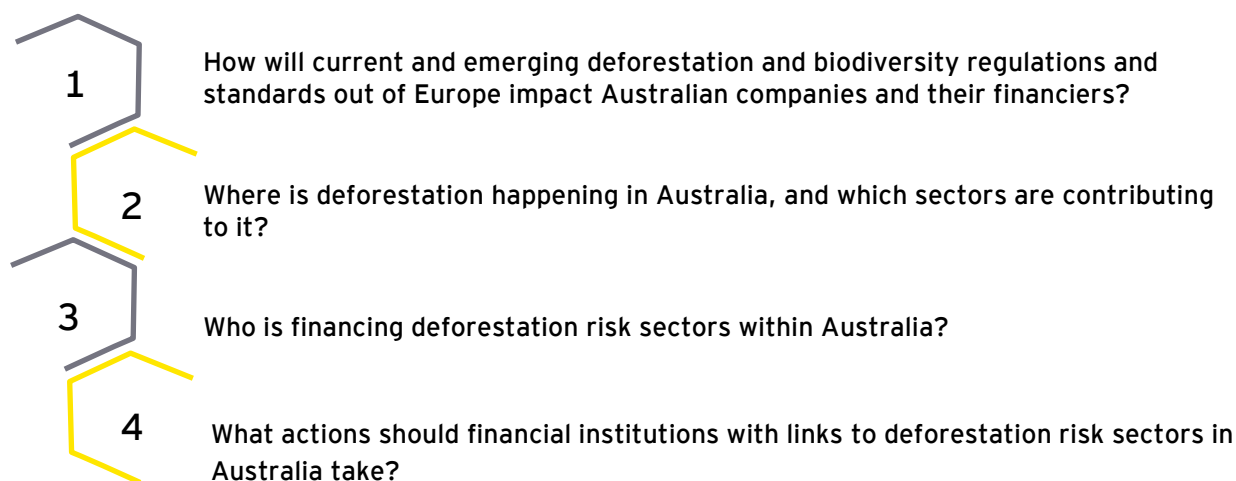 1
How will current and emerging deforestation and biodiversity regulations and
standards out of Europe impact Australian companies and their financiers?
2
Where is deforestation happening in Australia, and which sectors are contributing
to it?
3
Who is financing deforestation risk sectors within Australia?
4
What actions should financial institutions with links to deforestation risk sectors in
Australia take?